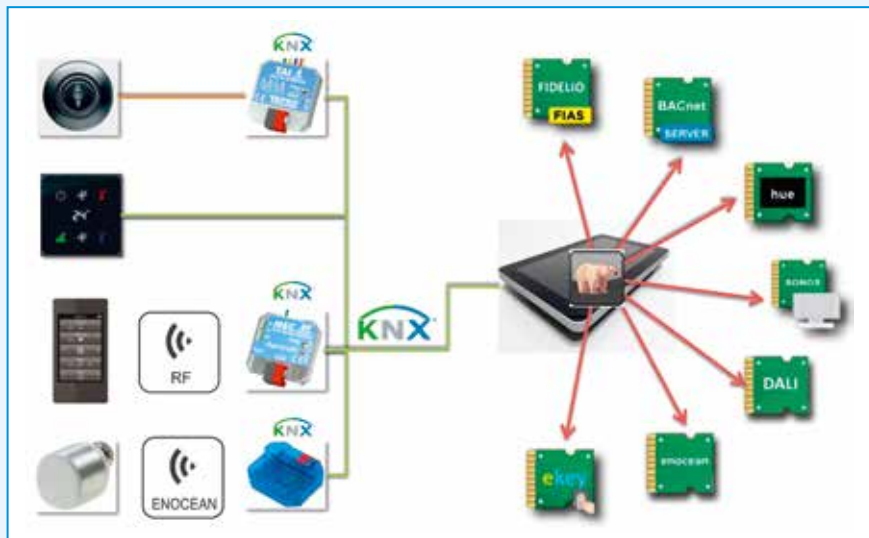 KNX
KNX
RF
KNX
ENOCEAN
KNX
FIDELIO
FIAS
BACnet
SERVER
hue
SONOS
DALI
enocean
ekey